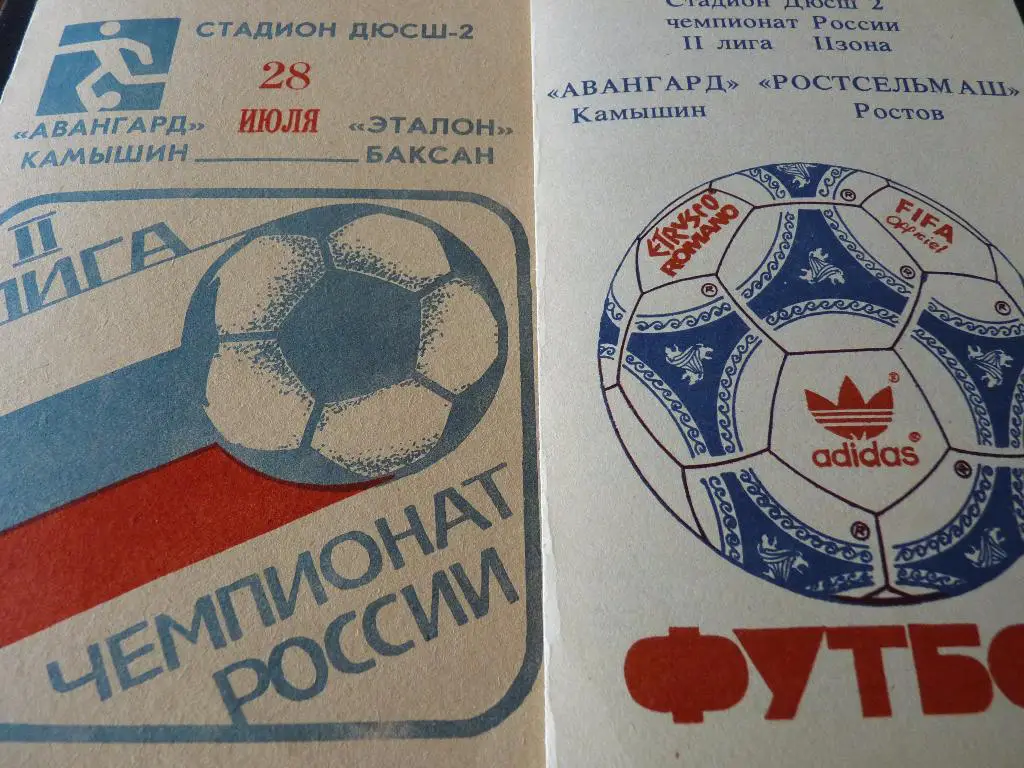 СТАДИОН ДЮСШ-2
28
ИЮЛЯ
«АВАНГАРД» «ЭТАЛОН»
КАМЫШИН БАКСАН
II
ЛИГА
ЧЕМПИОНАТ
РОССИИ
Стадион Дюсш 2
чемпионат России
II лига IIзона
«АВАНГАРД» «РОСТСЕЛЬМАШ»
Камышин Ростов
ETRVSCO
ROMANO
®
FIFA
Official
®
®
®
adidas
®
®
®
ФУТБО